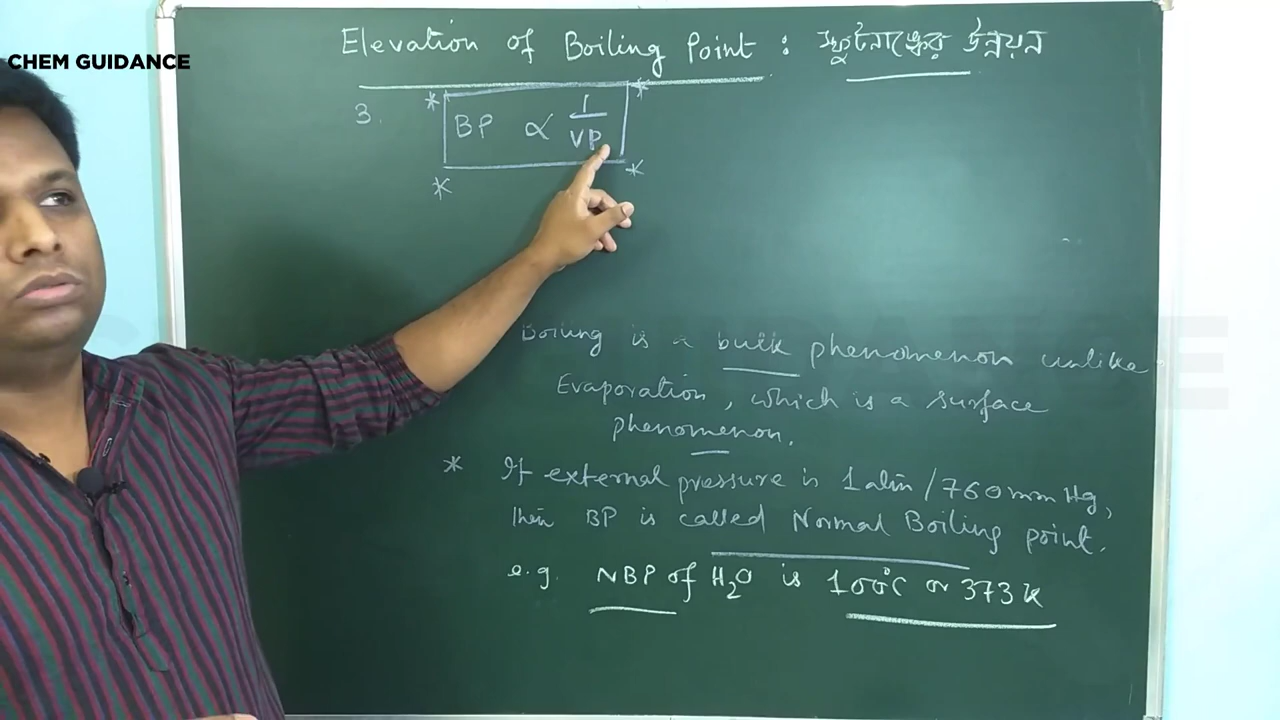 CHEM GUIDANCE
Elevation of Boiling Point : স্ফুটনাঙ্কের উন্নয়ন
3. * BP ∝ 1/VP *
* *
Boiling is a bulk phenomenon unlike
Evaporation, which is a surface
phenomenon.
* If external pressure is 1 atm / 760 mm Hg,
then BP is called Normal Boiling point.
e.g. NBP of H₂O is 100°C or 373 K